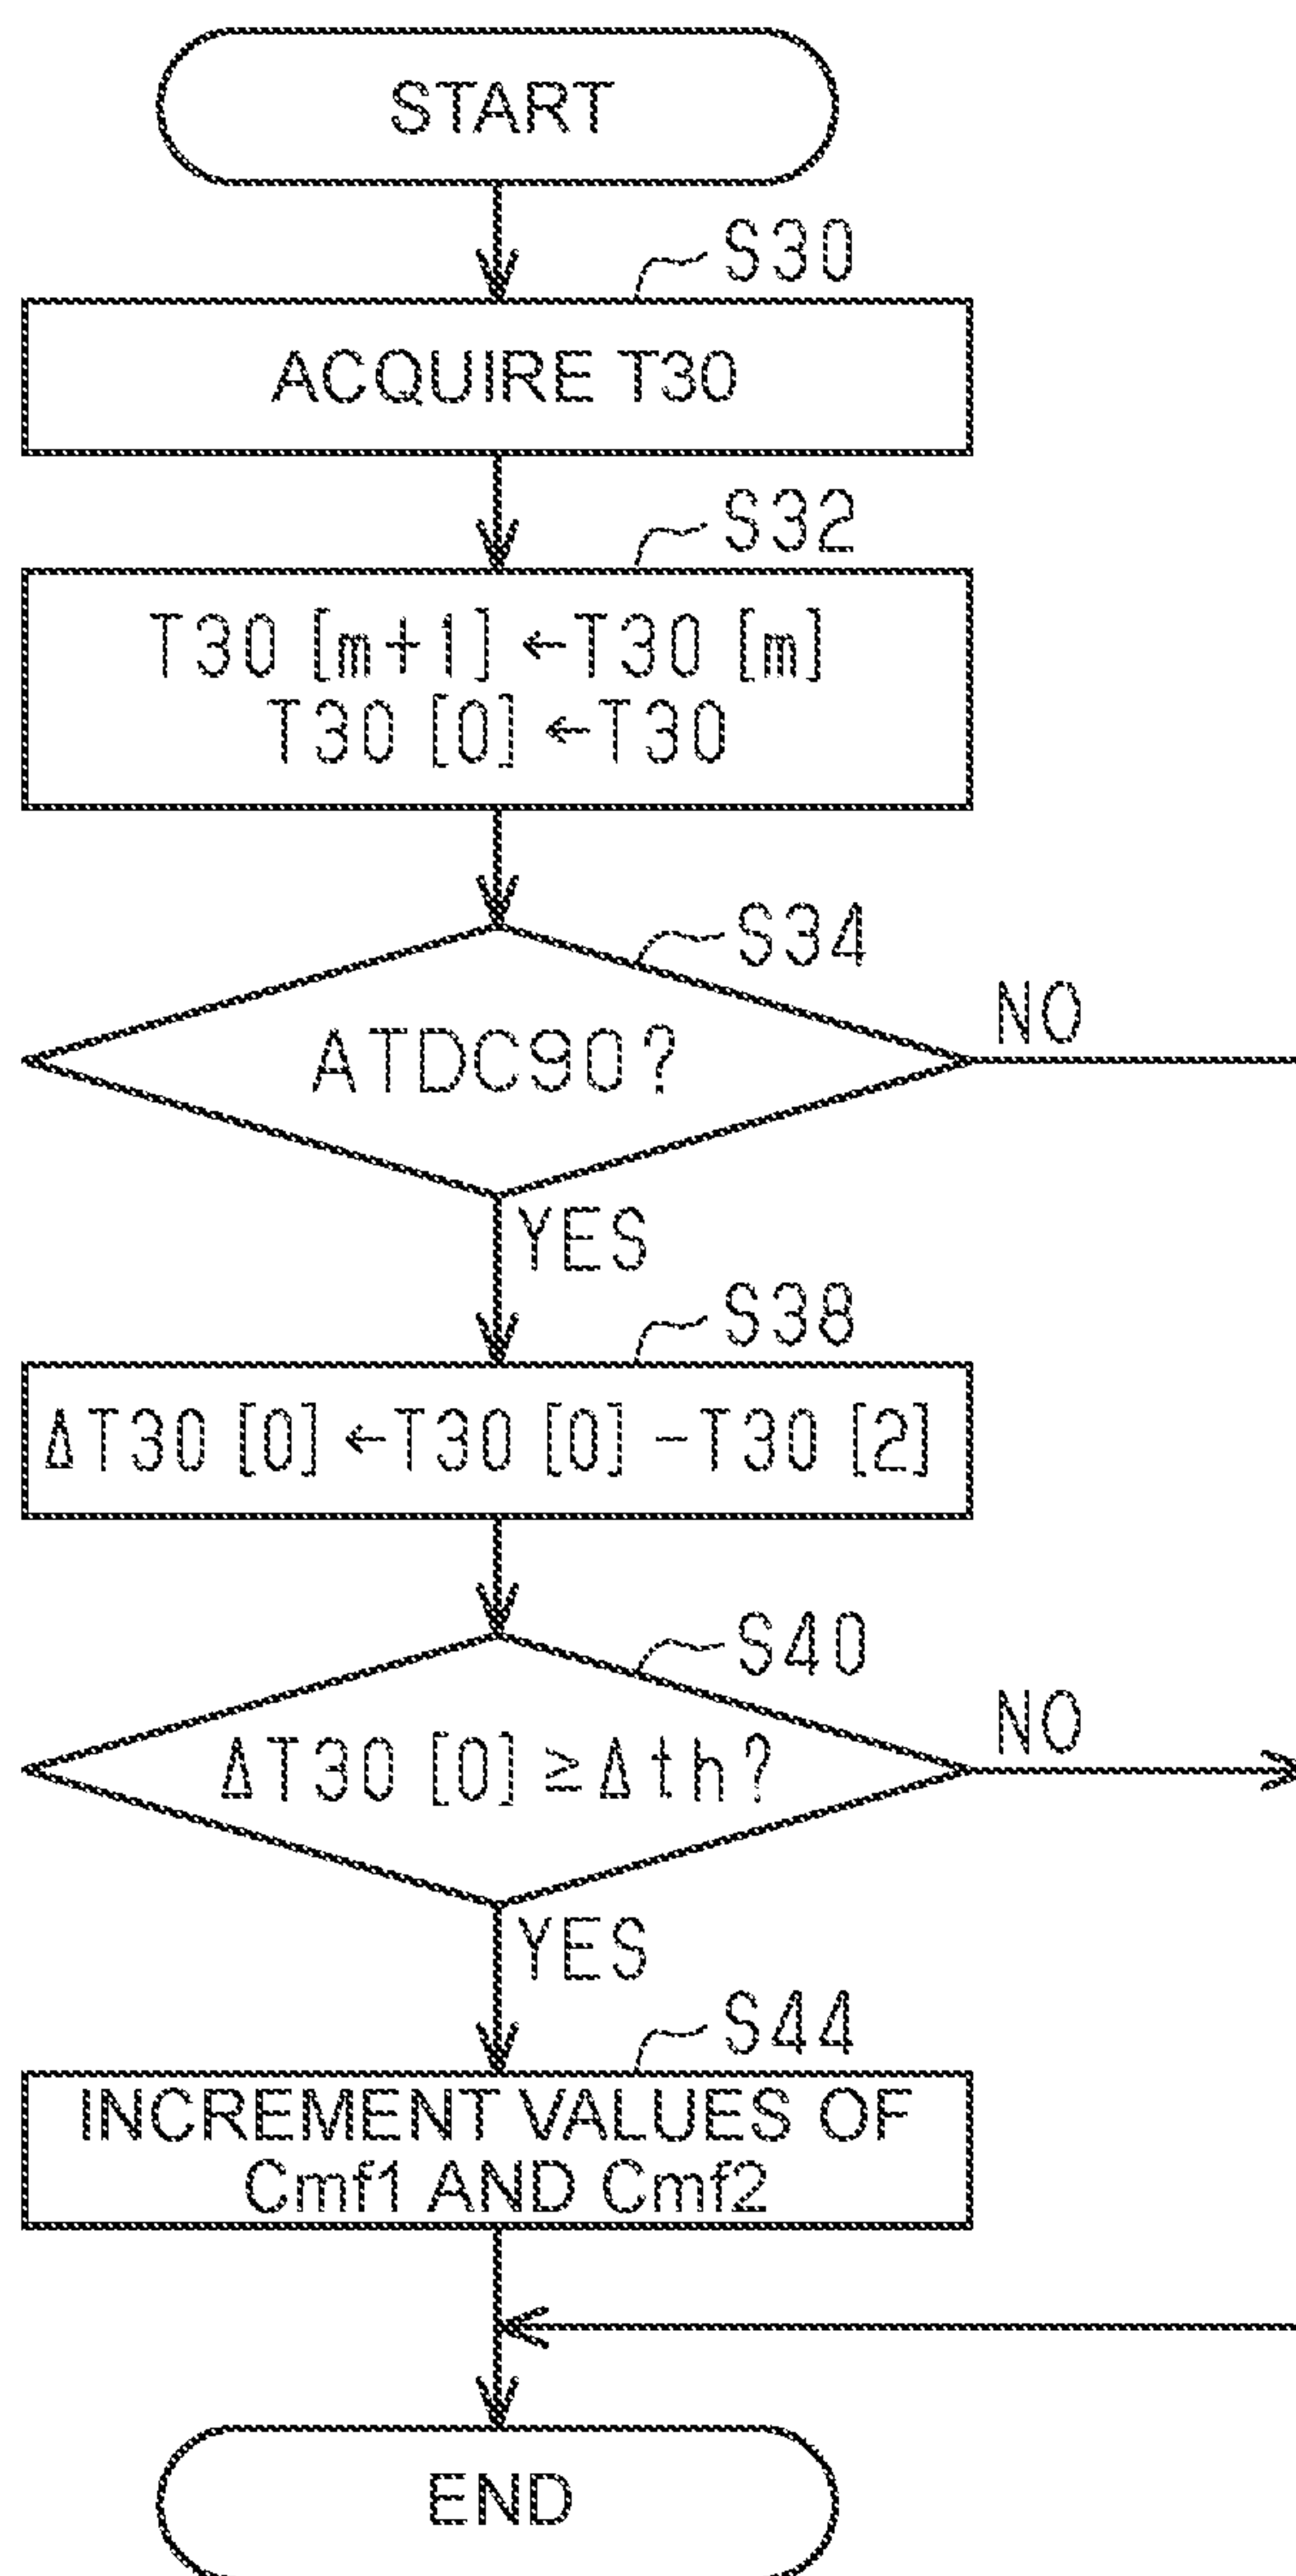 START
S30
ACQUIRE T30
S32
T30 [m+1] ←T30 [m]
T30 [0] ←T30
S34
ATDC90?
NO
YES
S38
ΔT30 [0] ←T30 [0] −T30 [2]
S40
ΔT30 [0] ≥Δth?
NO
YES
S44
INCREMENT VALUES OF
Cmf1 AND Cmf2
END